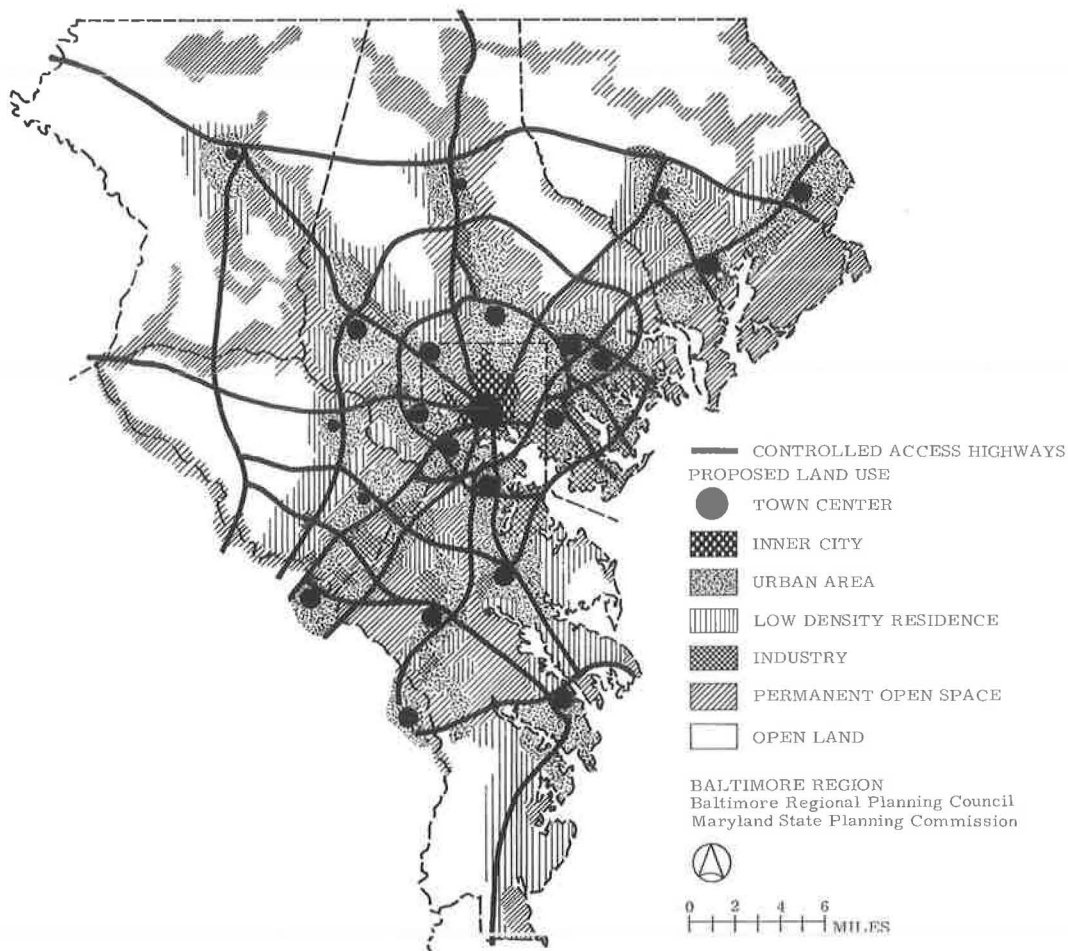 CONTROLLED ACCESS HIGHWAYS
PROPOSED LAND USE
TOWN CENTER
INNER CITY
URBAN AREA
LOW DENSITY RESIDENCE
INDUSTRY
PERMANENT OPEN SPACE
OPEN LAND
BALTIMORE REGION
Baltimore Regional Planning Council
Maryland State Planning Commission
0 2 4 6
MILES